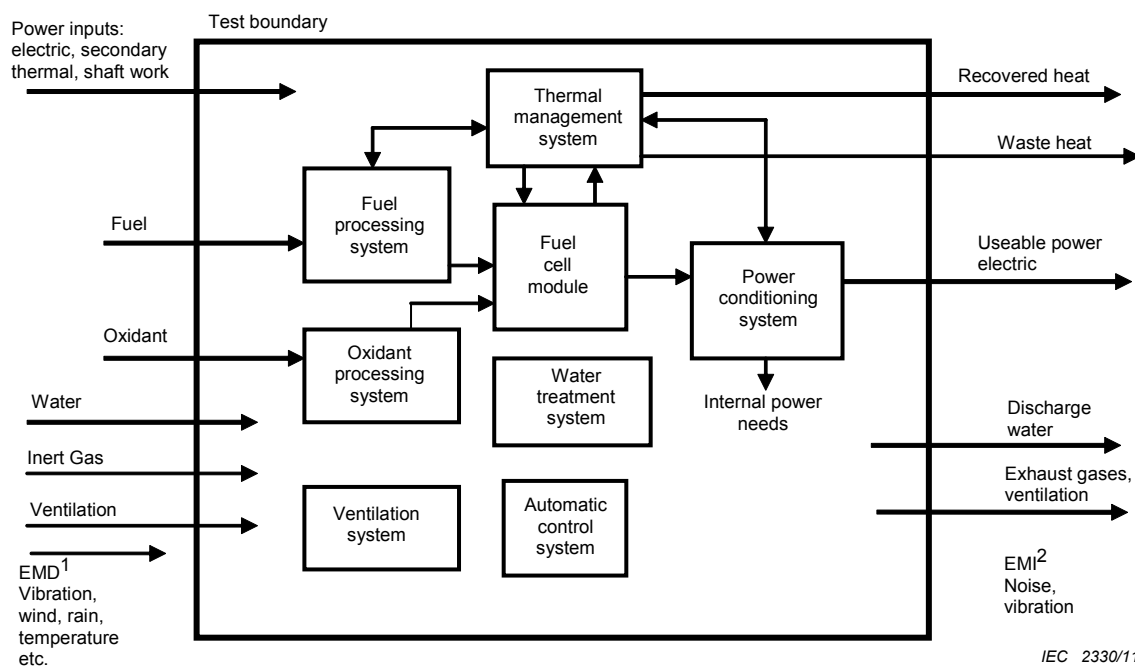 Power inputs:
electric, secondary
thermal, shaft work
Test boundary
Thermal
management
system
Recovered heat
Waste heat
Fuel
Fuel
processing
system
Fuel
cell
module
Useable power
electric
Power
conditioning
system
Oxidant
Oxidant
processing
system
Water
treatment
system
Internal power
needs
Water
Discharge
water
Inert Gas
Exhaust gases,
ventilation
Ventilation
Ventilation
system
Automatic
control
system
EMD1
Vibration,
wind, rain,
temperature
etc.
EMI2
Noise,
vibration
IEC 2330/11